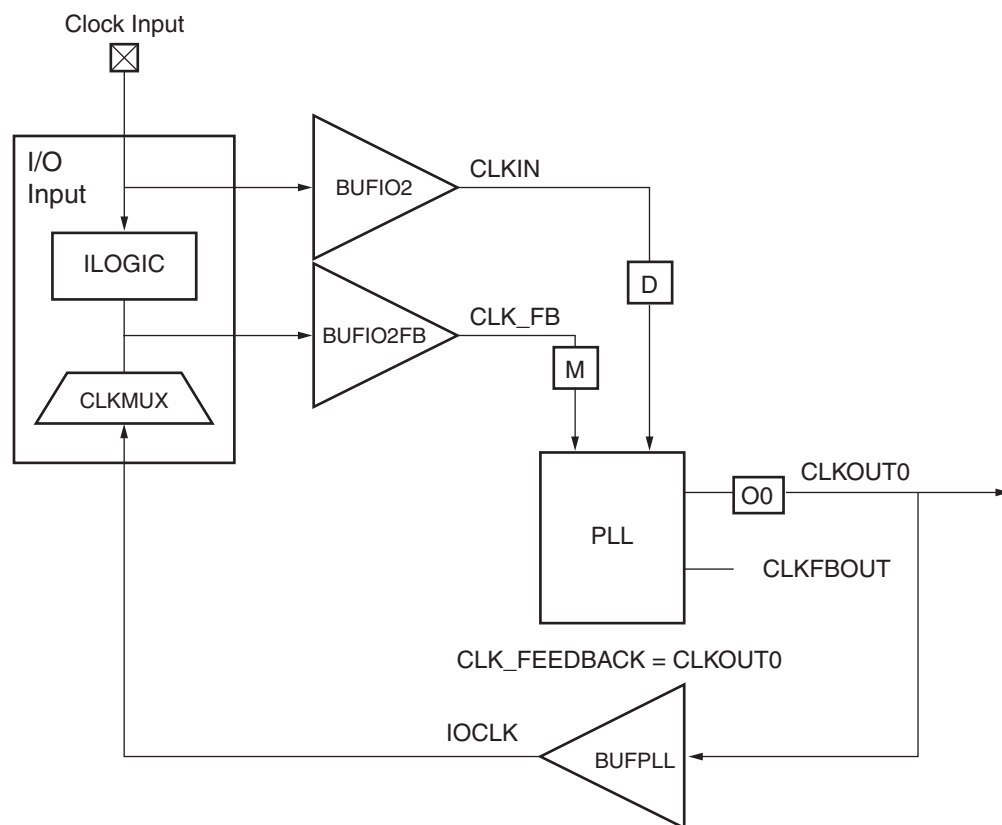 Clock Input
I/O
Input
BUFIO2
CLKIN
ILOGIC
D
BUFIO2FB
CLK_FB
M
CLKMUX
CLKOUT0
O0
PLL
CLKFBOUT
CLK_FEEDBACK = CLKOUT0
IOCLK
BUFPLL